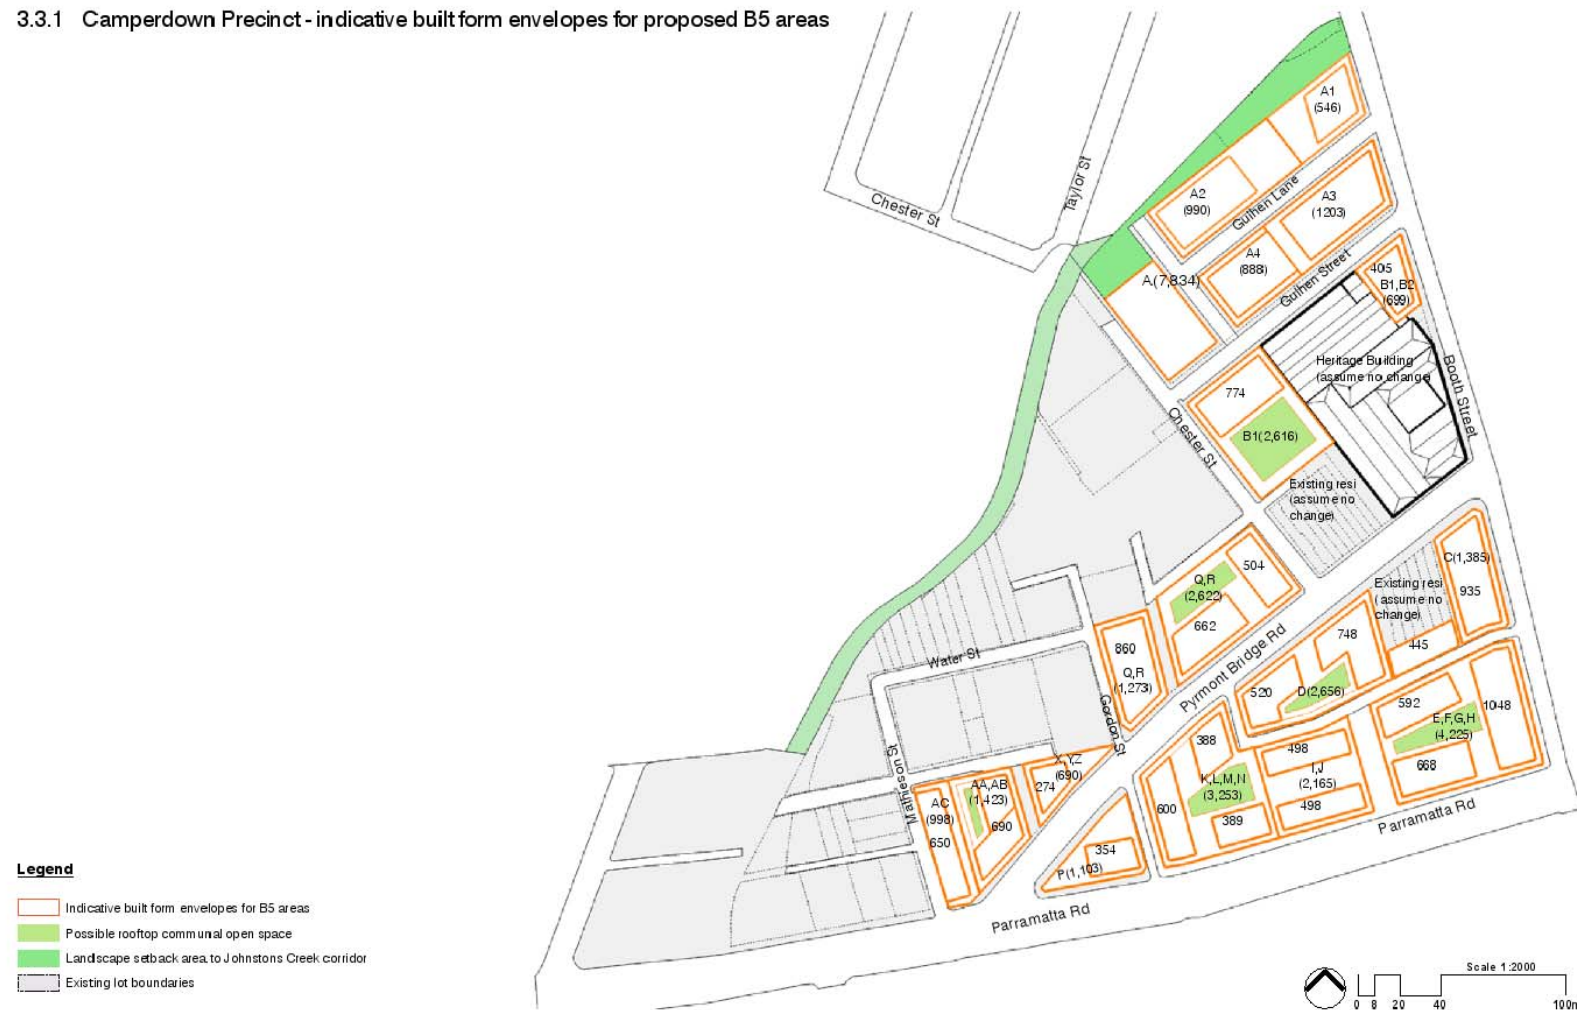 3.3.1 Camperdown Precinct - indicative built form envelopes for proposed B5 areas
A1
(546)
Taylor St
Chester St
A2
(990)
Guihen Lane
A3
(1203)
A4
(888)
Guihen Street
A (7,834)
405
B1,B2
(699)
Heritage Building
(assume no change)
Booth Street
774
B1(2,616)
Chester St
Existing resi
(assume no
change)
C(1,385)
935
Existing resi
(assume no
change)
445
504
Q,R
(2,622)
662
748
Pyrmont Bridge Rd
520
D(2,656)
860
Q,R
(1,273)
Water St
Gordon St
592
1048
E,F,G,H
(4,225)
668
388
498
I,J
(2,165)
498
K,L,M,N
(3,253)
600
389
Parramatta Rd
Mathieson St
X,Y,Z
(690)
274
AA,AB
(1,423)
690
AC
(998)
650
354
P(1,103)
Parramatta Rd
Legend
Indicative built form envelopes for B5 areas
Possible rooftop communal open space
Landscape setback area to Johnstons Creek corridor
Existing lot boundaries
Scale 1:2000
0 8 20 40 100m